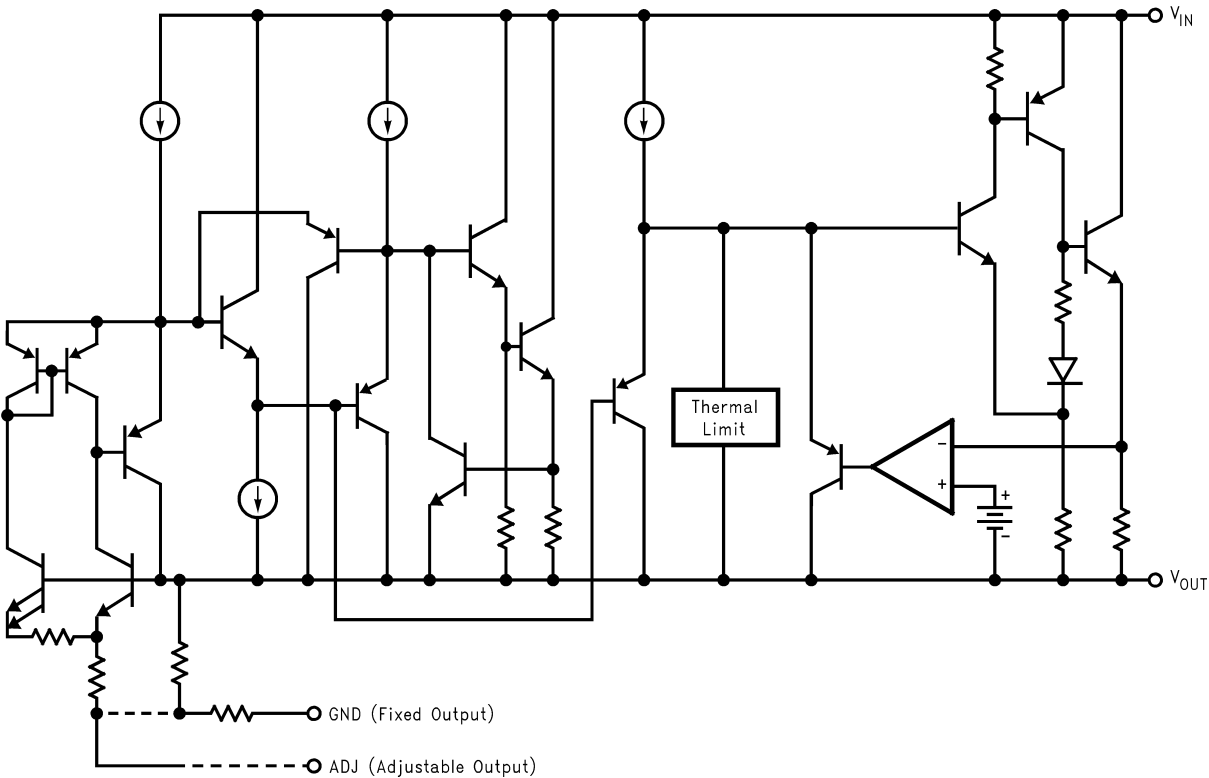 VIN
Thermal
Limit
−
+
+
−
VOUT
GND (Fixed Output)
ADJ (Adjustable Output)